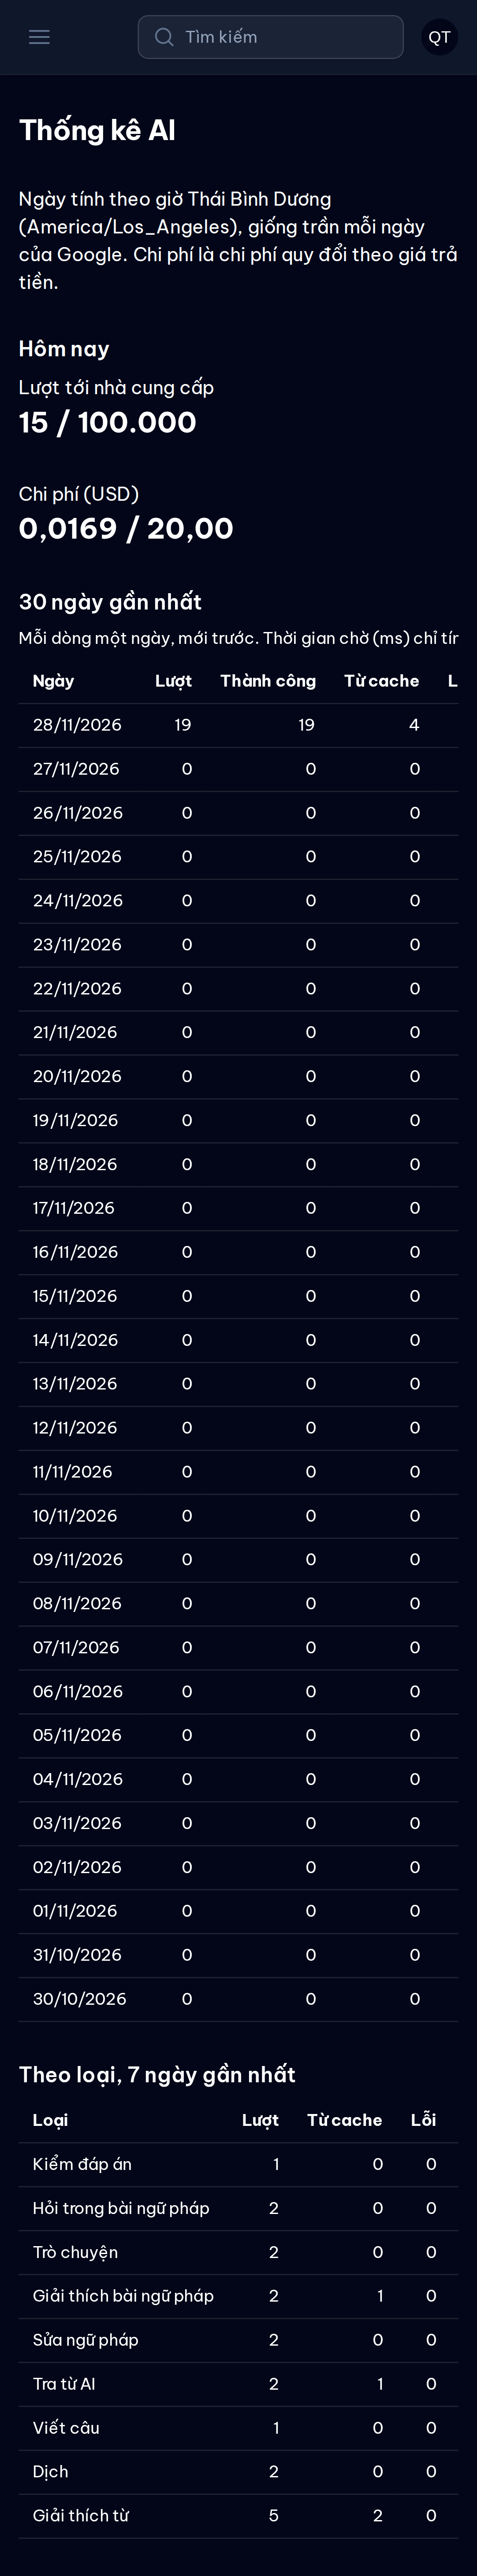 Tìm kiếm
QT
Thống kê AI
Ngày tính theo giờ Thái Bình Dương
(America/Los_Angeles), giống trần mỗi ngày
của Google. Chi phí là chi phí quy đổi theo giá trả
tiền.
Hôm nay
Lượt tới nhà cung cấp
15 / 100.000
Chi phí (USD)
0,0169 / 20,00
30 ngày gần nhất
Mỗi dòng một ngày, mới trước. Thời gian chờ (ms) chỉ
Ngày Lượt Thành công Từ cache L
28/11/2026 19 19 4
27/11/2026 0 0 0
26/11/2026 0 0 0
25/11/2026 0 0 0
24/11/2026 0 0 0
23/11/2026 0 0 0
22/11/2026 0 0 0
21/11/2026 0 0 0
20/11/2026 0 0 0
19/11/2026 0 0 0
18/11/2026 0 0 0
17/11/2026 0 0 0
16/11/2026 0 0 0
15/11/2026 0 0 0
14/11/2026 0 0 0
13/11/2026 0 0 0
12/11/2026 0 0 0
11/11/2026 0 0 0
10/11/2026 0 0 0
09/11/2026 0 0 0
08/11/2026 0 0 0
07/11/2026 0 0 0
06/11/2026 0 0 0
05/11/2026 0 0 0
04/11/2026 0 0 0
03/11/2026 0 0 0
02/11/2026 0 0 0
01/11/2026 0 0 0
31/10/2026 0 0 0
30/10/2026 0 0 0
Theo loại, 7 ngày gần nhất
Loại Lượt Từ cache Lỗi
Kiểm đáp án 1 0 0
Hỏi trong bài ngữ pháp 2 0 0
Trò chuyện 2 0 0
Giải thích bài ngữ pháp 2 1 0
Sửa ngữ pháp 2 0 0
Tra từ AI 2 1 0
Viết câu 1 0 0
Dịch 2 0 0
Giải thích từ 5 2 0